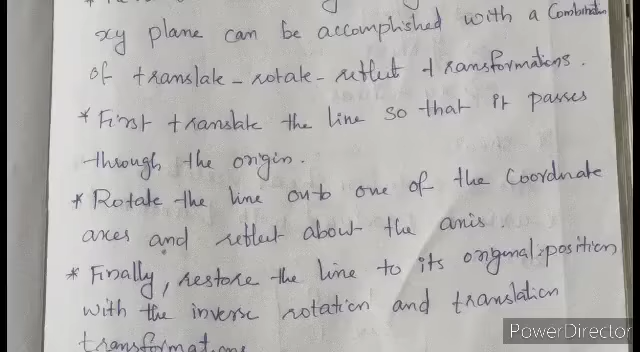 xy plane can be accomplished with a Combination
of translate - rotate - reflect transformations.
* First translate the line so that it passes
through the origin.
* Rotate the line onto one of the Coordinate
axes and reflect about the axis.
* Finally, restore the line to its original position
with the inverse rotation and translation
transformations
PowerDirector